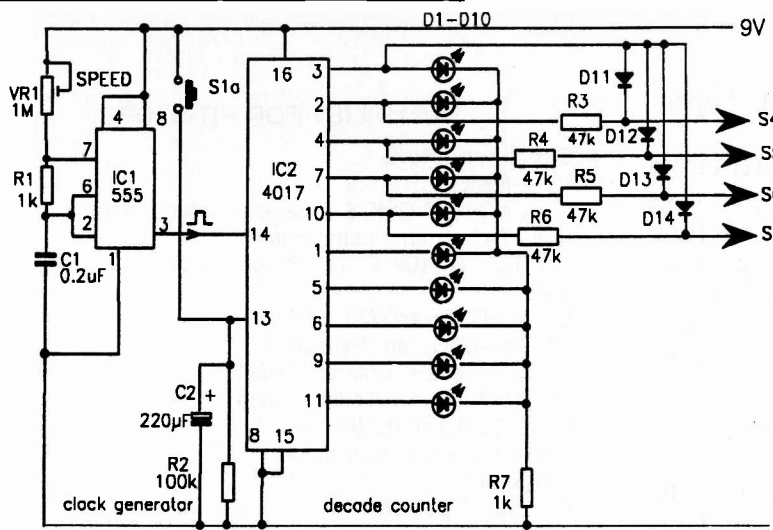 D1-D10
9V
SPEED
VR1
1M
S1a
16
3
D11
4
8
2
R3
47k
S4
7
IC1
555
IC2
4017
4
R4
47k
D12
R1
1k
6
7
R5
47k
D13
2
3
14
10
R6
47k
D14
C1
0.2uF
1
1
5
13
6
C2
+
220µF
9
11
R2
100k
8
15
R7
1k
clock generator
decade counter